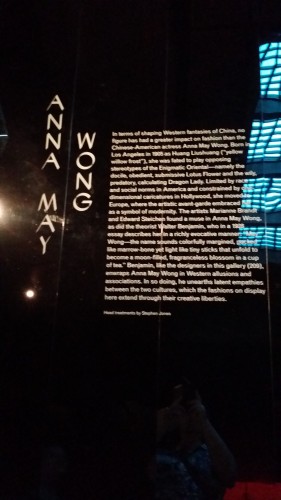 ANNA MAY
WONG
In terms of shaping Western fantasies of China, no
figure has had a greater impact on fashion than the
Chinese-American actress Anna May Wong. Born in
Los Angeles in 1905 as Huang Liushuang ("yellow
willow frost"), she was fated to play opposing
stereotypes of the Enigmatic Oriental—namely the
docile, obedient, submissive Lotus Flower and the wily,
predatory, calculating Dragon Lady. Limited by race
and social norms in America and constrained by
dimensional caricatures in Hollywood, she moved
Europe, where the artistic avant-garde embraced
as a symbol of modernity. The artists Marianne Brandt
and Edward Steichen found a muse in Anna May Wong,
as did the theorist Walter Benjamin, who in a
essay describes her in a richly evocative manner:
Wong—the name sounds colorfully margined,
like marrow-bone yet light like tiny sticks that unfold to
become a moon-filled, fragranceless blossom in a cup
of tea." Benjamin, like the designers in this gallery (209),
enwraps Anna May Wong in Western allusions and
associations. In so doing, he unearths latent empathies
between the two cultures, which the fashions on display
here extend through their creative liberties.
Head treatments by Stephen Jones